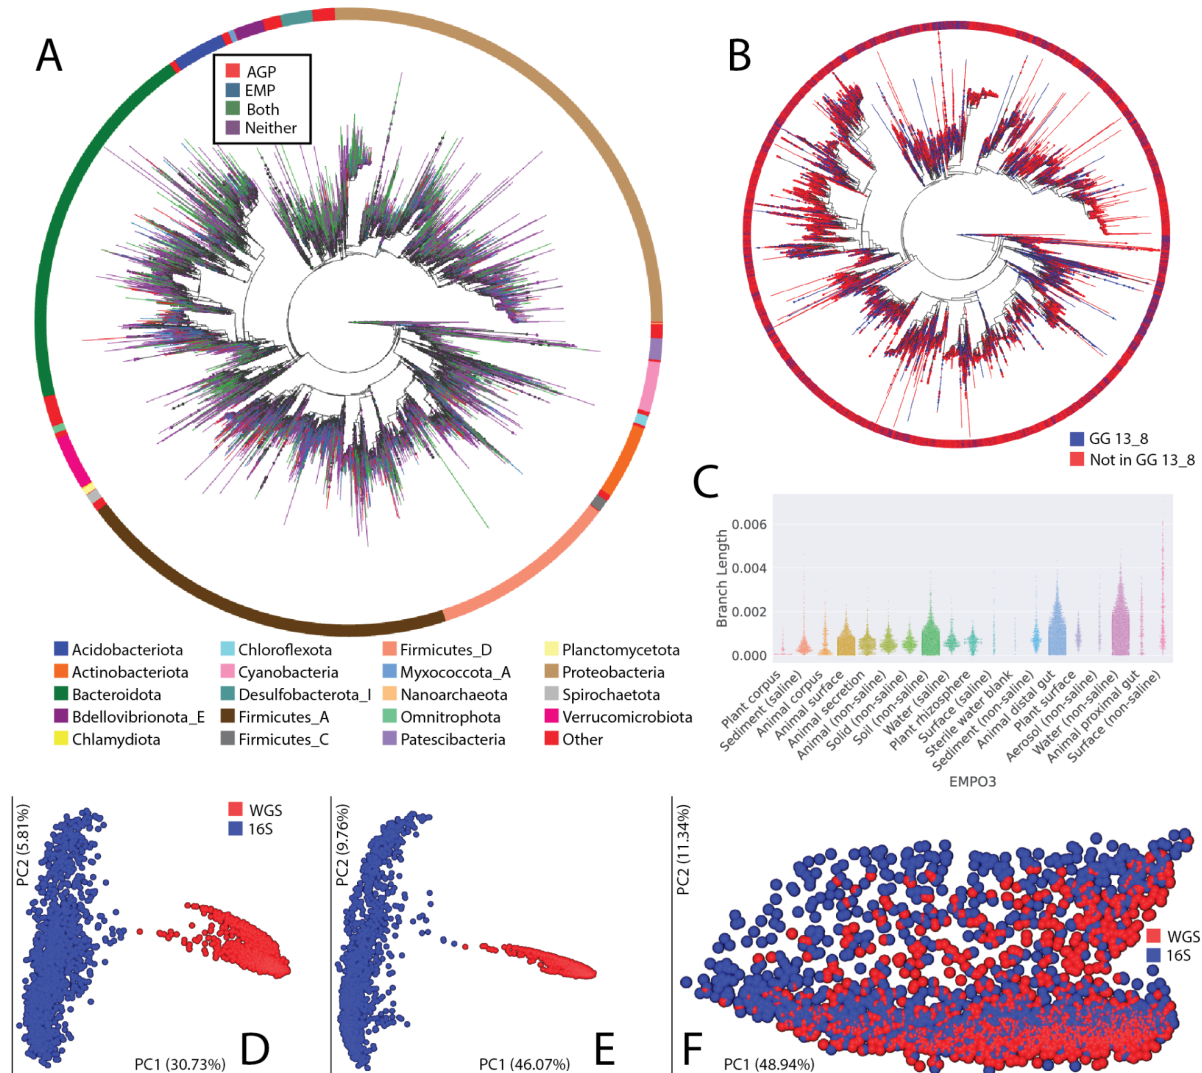 A
AGP
EMP
Both
Neither
B
GG 13_8
Not in GG 13_8
Acidobacteriota
Actinobacteriota
Bacteroidota
Bdellovibrionota_E
Chlamydiota
Chloroflexota
Cyanobacteria
Desulfobacterota_I
Firmicutes_A
Firmicutes_C
Firmicutes_D
Myxococcota_A
Nanoarchaeota
Omnitrophota
Patescibacteria
Planctomycetota
Proteobacteria
Spirochaetota
Verrucomicrobiota
Other
C
Branch Length
0.006
0.004
0.002
0.000
Plant corpus
Sediment (saline)
Animal corpus
Animal surface
Animal secretion
Animal (non-saline)
Solid (non-saline)
Soil (non-saline)
Water (saline)
Plant rhizosphere
Surface (saline)
Sterile water blank
Sediment (non-saline)
Animal distal gut
Plant surface
Aerosol (non-saline)
Water (non-saline)
Animal proximal gut
Surface (non-saline)
EMPO3
PC2 (5.81%)
WGS
16S
PC1 (30.73%)
D
PC2 (9.76%)
PC1 (46.07%)
E
PC2 (11.34%)
WGS
16S
F
PC1 (48.94%)